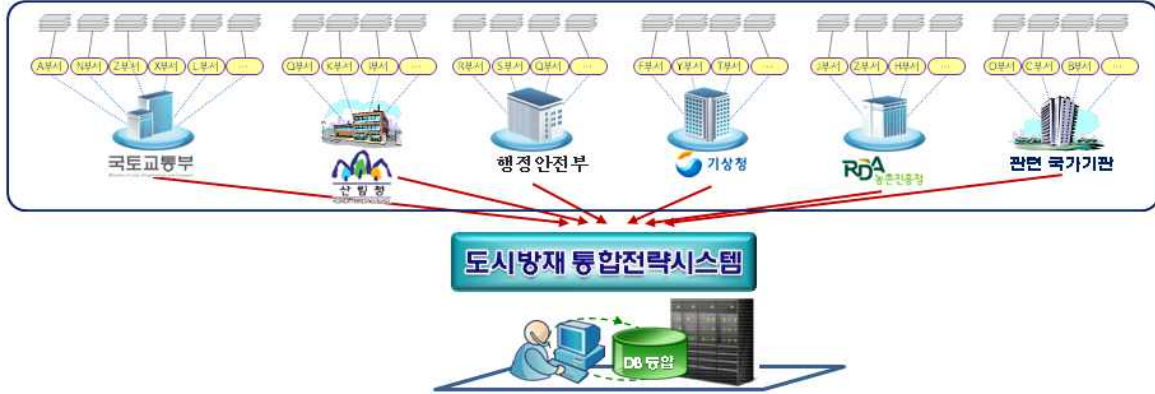 A부서 N부서 Z부서 X부서 L부서 ...
Q부서 K부서 I부서 ...
R부서 S부서 Q부서 ...
F부서 Y부서 T부서 ...
J부서 Z부서 H부서 ...
O부서 C부서 B부서 ...
국토교통부
산림청
행정안전부
기상청
RDA 농촌진흥청
관련 국가기관
도시방재 통합전략시스템
DB 통합